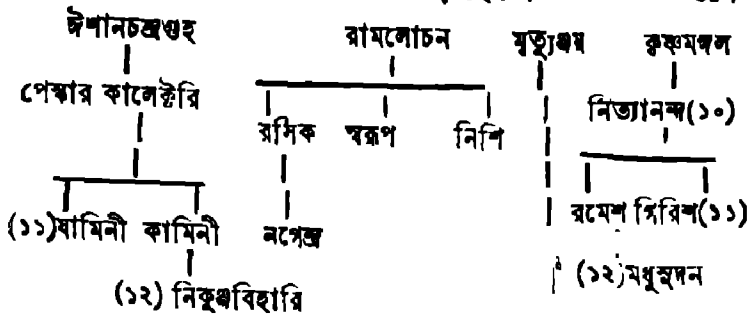 ঈশানচন্দ্রগুহ রামলোচন মৃত্যুঞ্জয় কৃষ্ণমঙ্গল
পেস্কার কালেক্টরি নিত্যানন্দ(১০)
রসিক স্বরূপ নিশি
(১১)যামিনী কামিনী নগেন্দ্র রমেশ গিরিশ(১১)
(১২) নিকুঞ্জবিহারি (১২)মধুসূদন